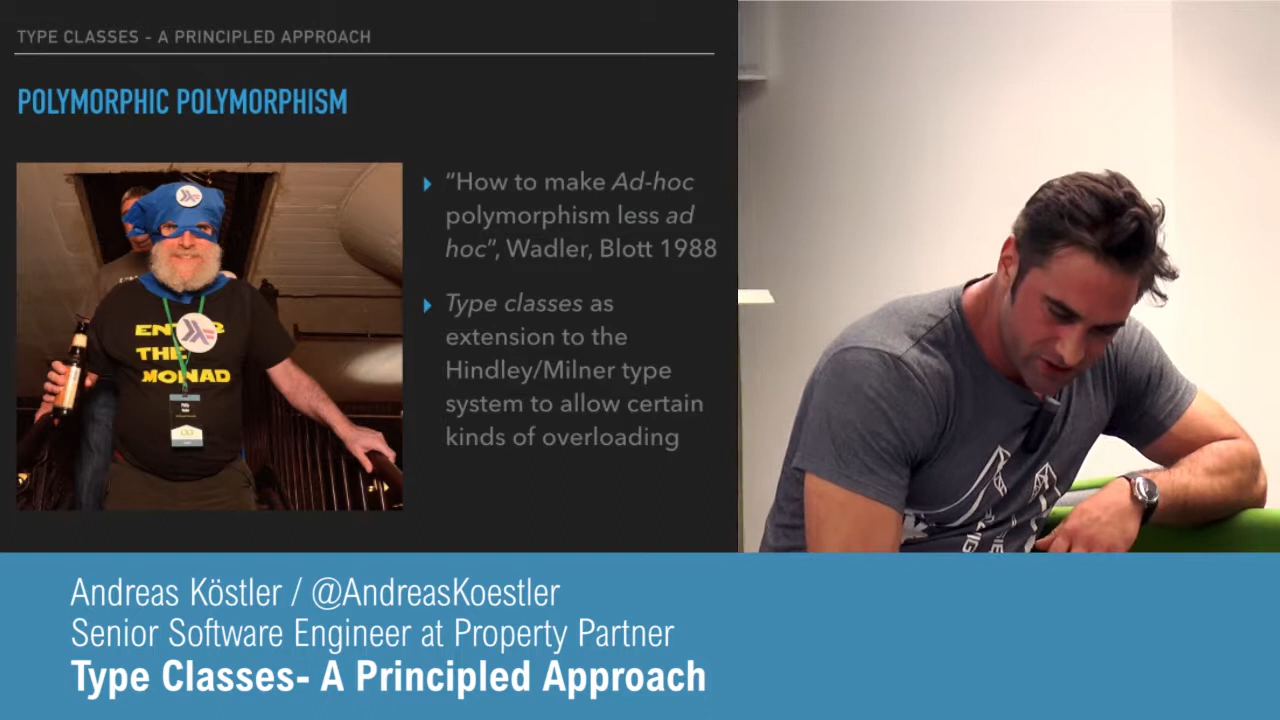 TYPE CLASSES - A PRINCIPLED APPROACH
POLYMORPHIC POLYMORPHISM
"How to make Ad-hoc
polymorphism less ad
hoc", Wadler, Blott 1988
Type classes as
extension to the
Hindley/Milner type
system to allow certain
kinds of overloading
THE
MONAD
Andreas Köstler / @AndreasKoestler
Senior Software Engineer at Property Partner
Type Classes- A Principled Approach